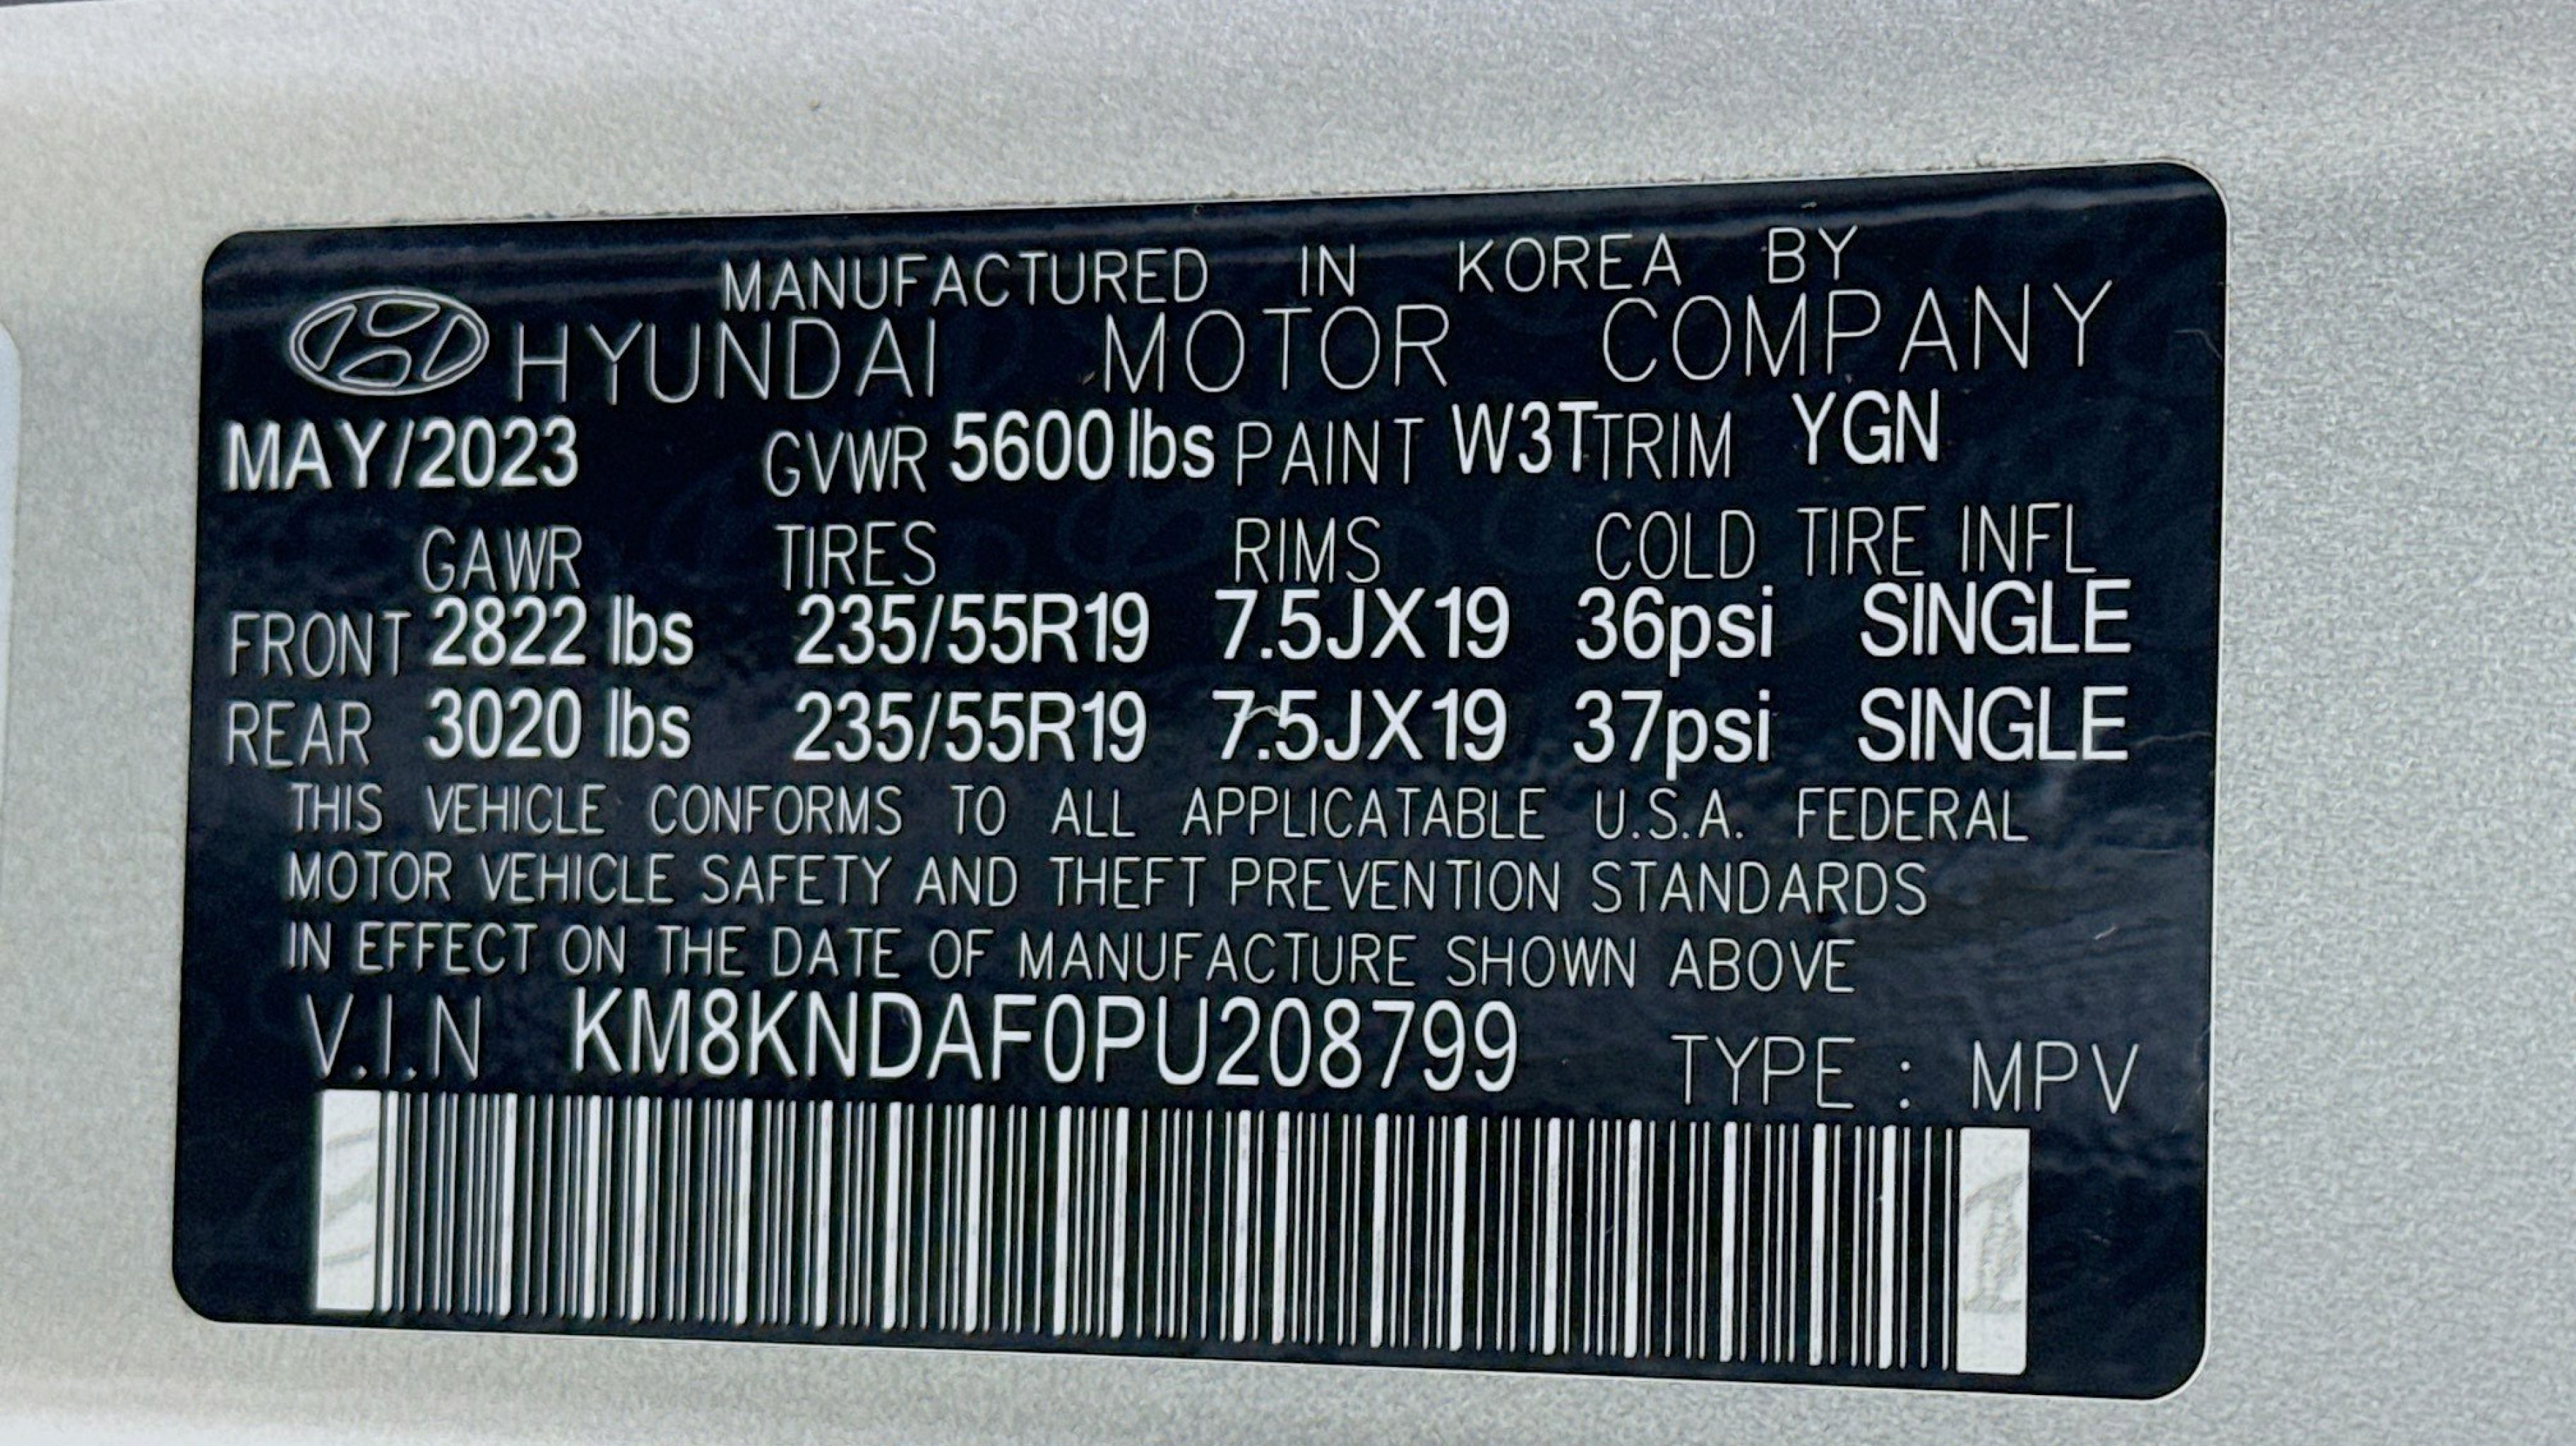 MANUFACTURED IN KOREA BY
HYUNDAI MOTOR COMPANY
MAY/2023 GVWR 5600 lbs PAINT W3T TRIM YGN
GAWR TIRES RIMS COLD TIRE INFL
FRONT 2822 lbs 235/55R19 7.5JX19 36psi SINGLE
REAR 3020 lbs 235/55R19 7.5JX19 37psi SINGLE
THIS VEHICLE CONFORMS TO ALL APPLICATABLE U.S.A. FEDERAL
MOTOR VEHICLE SAFETY AND THEFT PREVENTION STANDARDS
IN EFFECT ON THE DATE OF MANUFACTURE SHOWN ABOVE
V.I.N KM8KNDAF0PU208799 TYPE : MPV